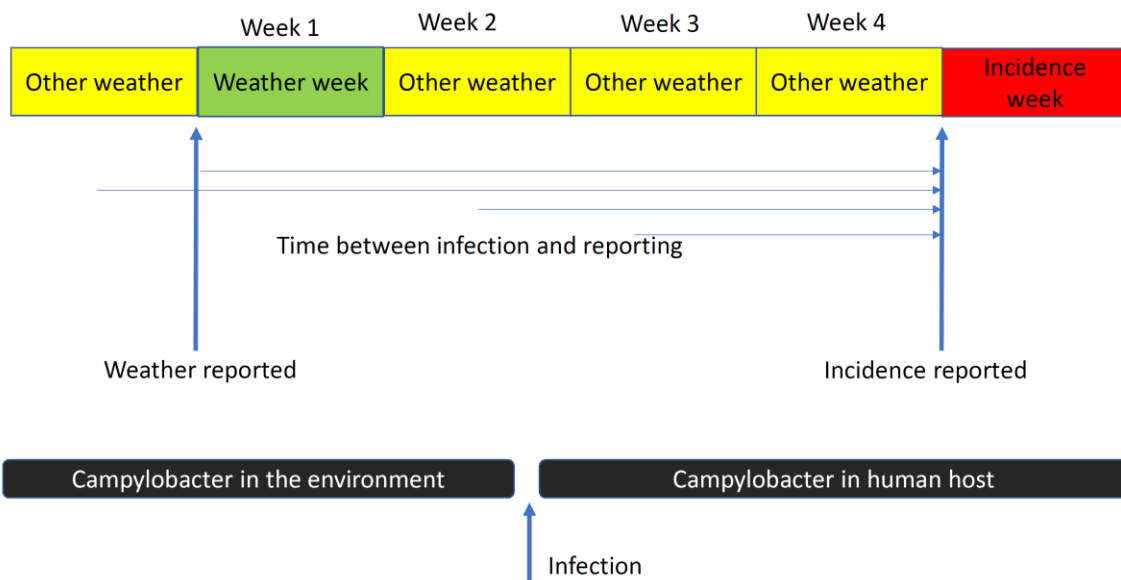 Week 1
Week 2
Week 3
Week 4
Other weather
Weather week
Other weather
Other weather
Other weather
Incidence
week
Time between infection and reporting
Weather reported
Incidence reported
Campylobacter in the environment
Campylobacter in human host
Infection